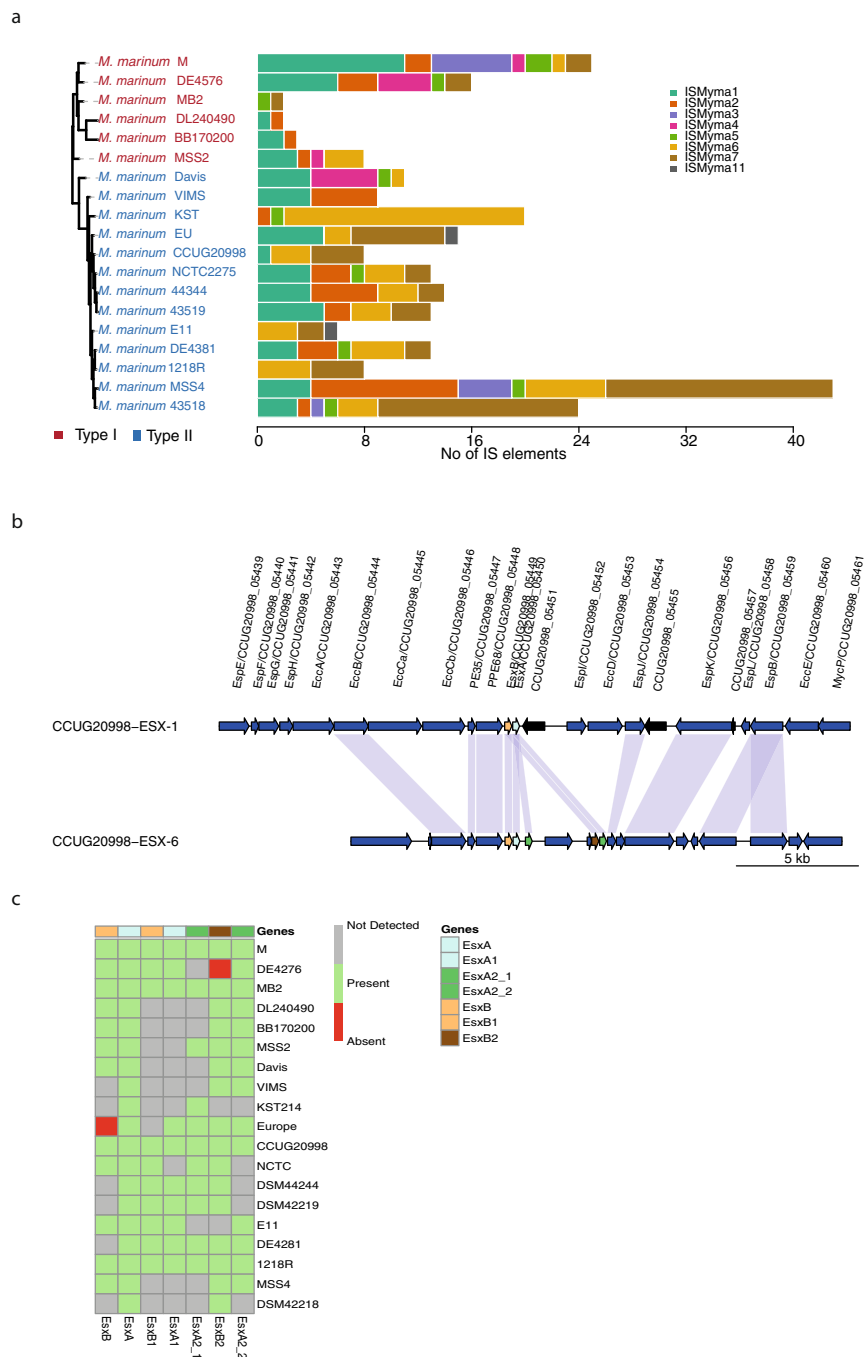 a
M. marinum M
M. marinum DE4576
M. marinum MB2
M. marinum DL240490
M. marinum BB170200
M. marinum MSS2
M. marinum Davis
M. marinum VIMS
M. marinum KST
M. marinum EU
M. marinum CCUG20998
M. marinum NCTC2275
M. marinum 44344
M. marinum 43519
M. marinum E11
M. marinum DE4381
M. marinum 1218R
M. marinum MSS4
M. marinum 43518
ISMyma1
ISMyma2
ISMyma3
ISMyma4
ISMyma5
ISMyma6
ISMyma7
ISMyma11
Type I Type II
0 8 16 24 32 40
No of IS elements
b
EspE/CCUG20998_05439
EspF/CCUG20998_05440
EspG/CCUG20998_05441
EspH/CCUG20998_05442
EccA/CCUG20998_05443
EccB/CCUG20998_05444
EccCa/CCUG20998_05445
EccCb/CCUG20998_05446
PE35/CCUG20998_05447
PPE68/CCUG20998_05448
EsxB/CCUG20998_05449
EsxA/CCUG20998_05450
CCUG20998_05451
EspI/CCUG20998_05452
EccD/CCUG20998_05453
EspJ/CCUG20998_05454
CCUG20998_05455
EspK/CCUG20998_05456
CCUG20998_05457
EspL/CCUG20998_05458
EspB/CCUG20998_05459
EccE/CCUG20998_05460
MycP/CCUG20998_05461
CCUG20998−ESX-1
CCUG20998−ESX-6
5 kb
c
Genes
M
DE4276
MB2
DL240490
BB170200
MSS2
Davis
VIMS
KST214
Europe
CCUG20998
NCTC
DSM44244
DSM42219
E11
DE4281
1218R
MSS4
DSM42218
EsxB
EsxA
EsxB1
EsxA1
EsxA2_1
EsxB2
EsxA2_2
Not Detected
Present
Absent
Genes
EsxA
EsxA1
EsxA2_1
EsxA2_2
EsxB
EsxB1
EsxB2